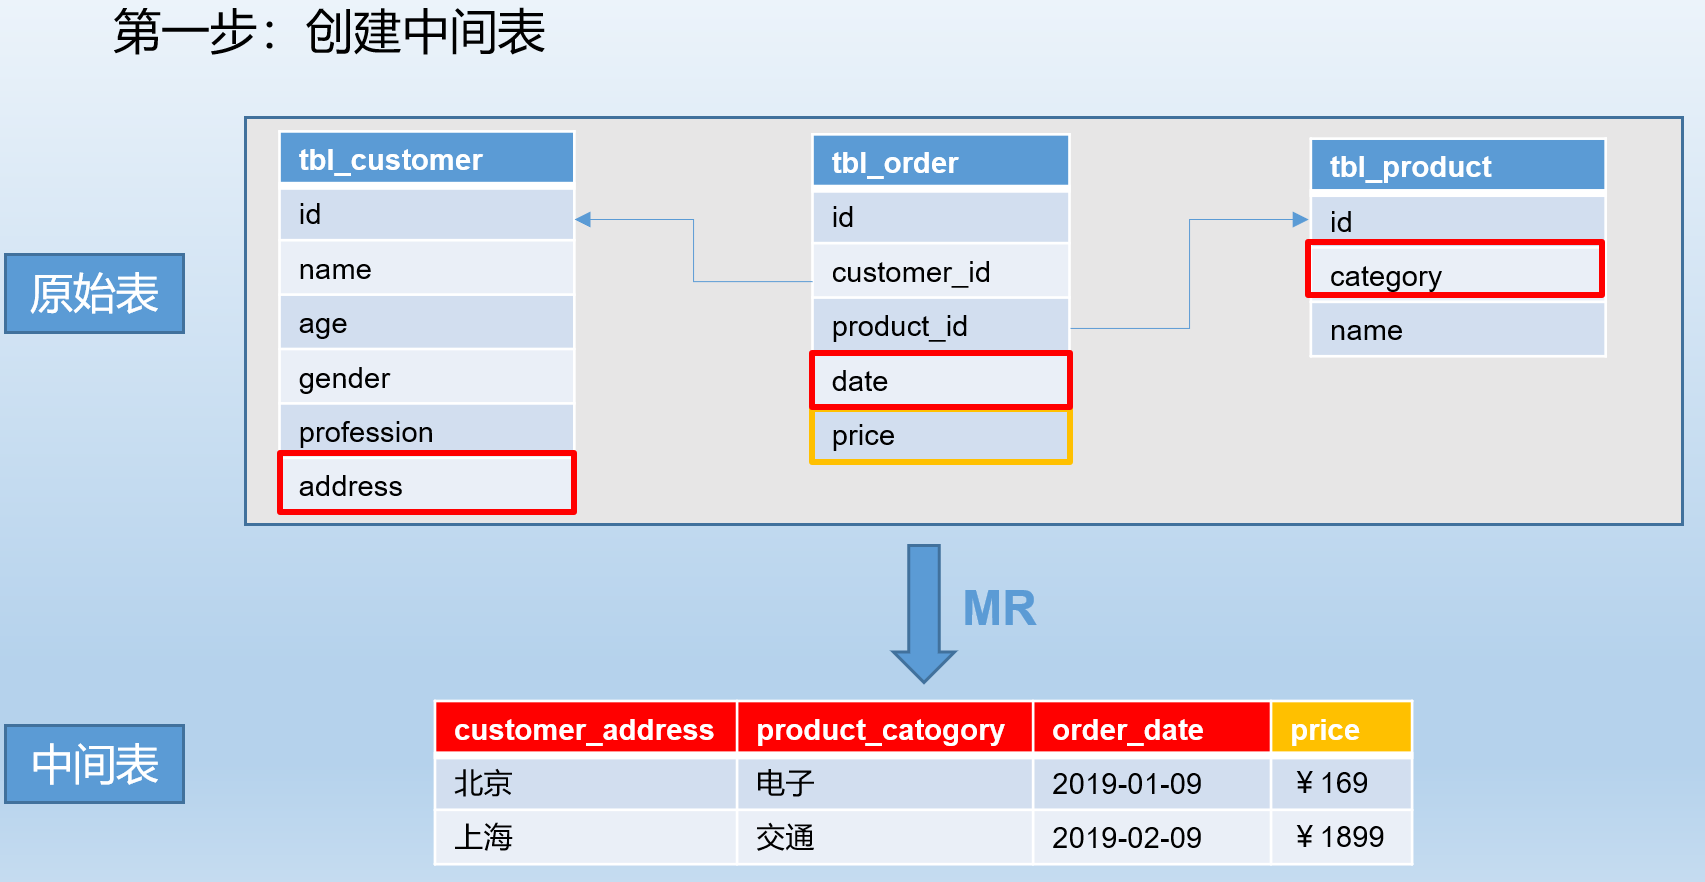 第一步：创建中间表
原始表
tbl_customer
id
name
age
gender
profession
address
tbl_order
id
customer_id
product_id
date
price
tbl_product
id
category
name
MR
中间表
customer_address product_catogory order_date price
北京 电子 2019-01-09 ¥169
上海 交通 2019-02-09 ¥1899